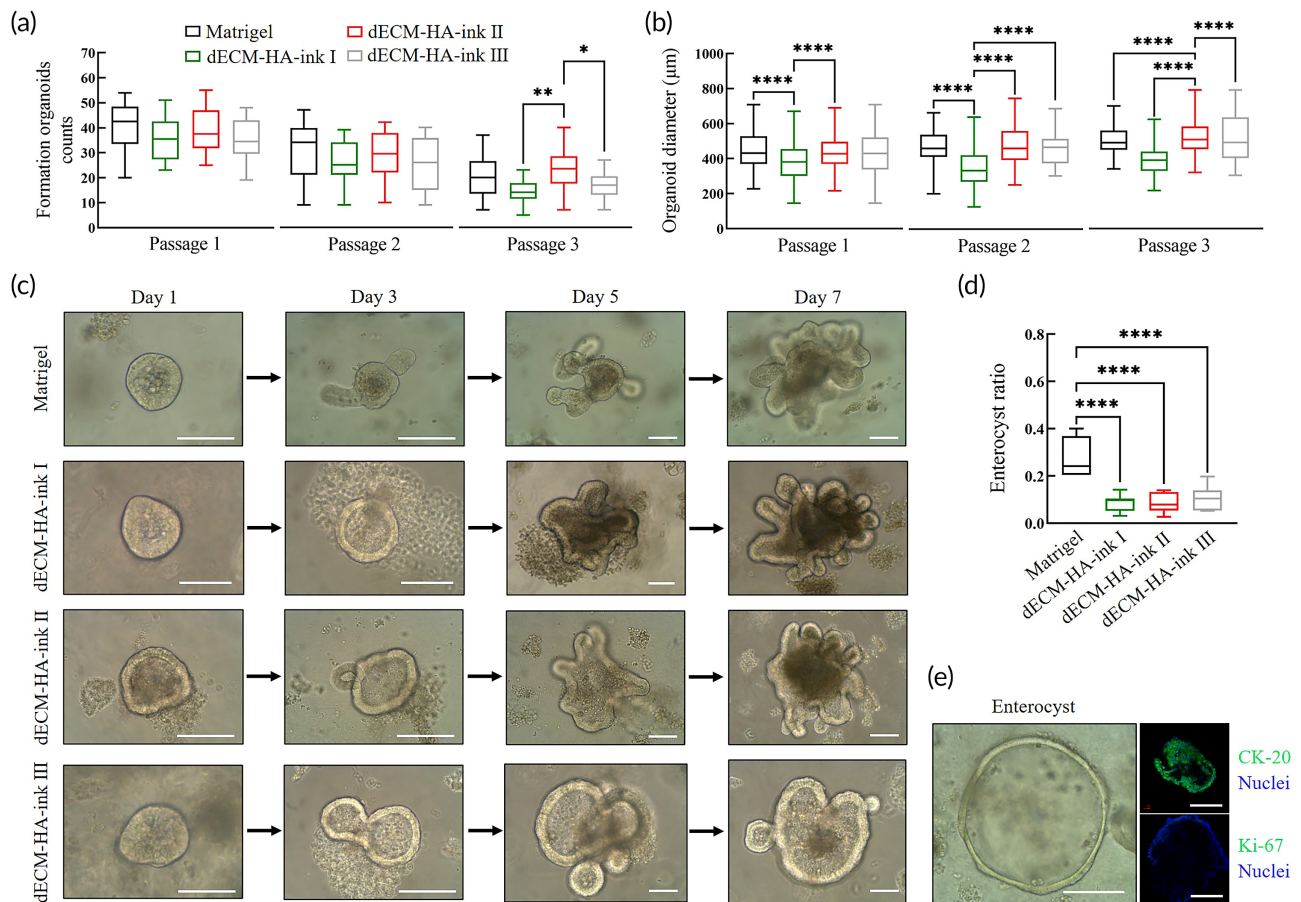 (a)
Matrigel
dECM-HA-ink II
dECM-HA-ink I
dECM-HA-ink III
Formation organoids
counts
70
60
50
40
30
20
10
0
**
*
Passage 1
Passage 2
Passage 3
(b)
Organoid diameter (μm)
1000
800
600
400
200
0
****
****
****
****
****
****
****
****
Passage 1
Passage 2
Passage 3
(c)
Day 1
Day 3
Day 5
Day 7
Matrigel
dECM-HA-ink I
dECM-HA-ink II
dECM-HA-ink III
(d)
Enterocyst ratio
0.8
0.6
0.4
0.2
0.0
****
****
****
Matrigel
dECM-HA-ink I
dECM-HA-ink II
dECM-HA-ink III
(e)
Enterocyst
CK-20
Nuclei
Ki-67
Nuclei